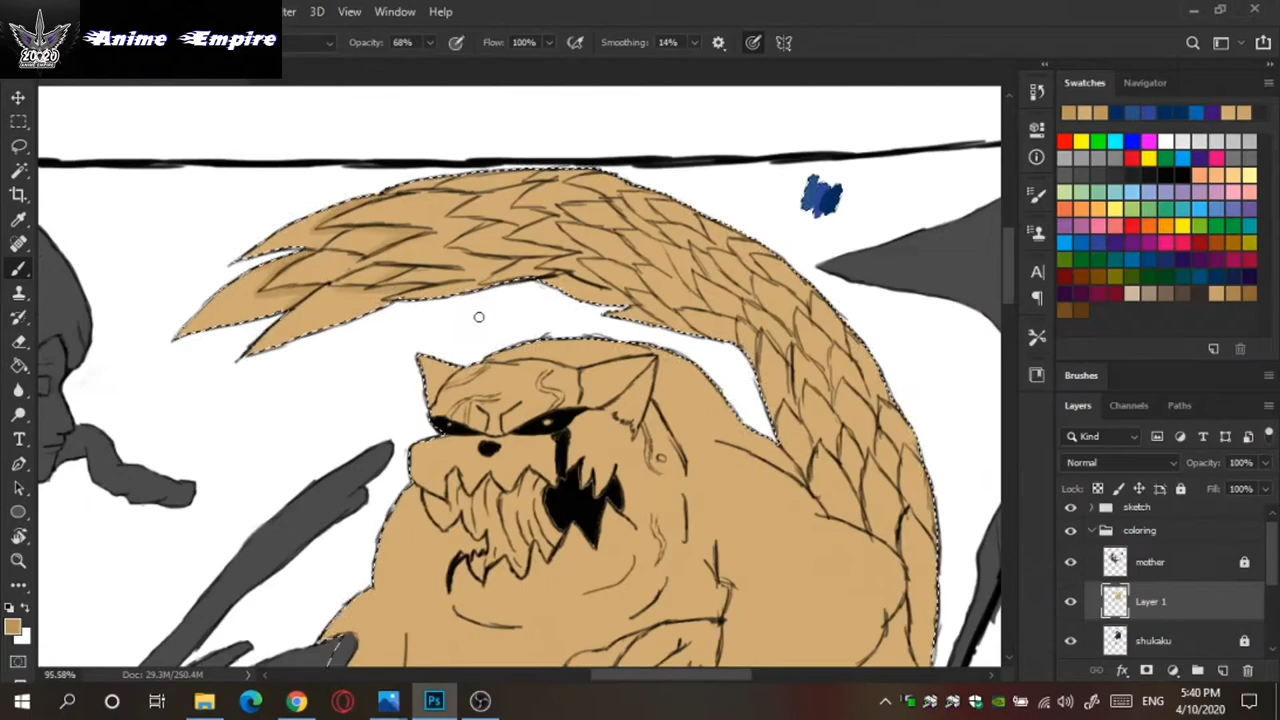 Anime Empire
2020
ANIME EMPIRE
ter 3D View Window Help
Opacity: 68% Flow: 100% Smoothing: 14%
Swatches Navigator
Brushes
Layers Channels Paths
Kind
Normal Opacity: 100%
Lock: Fill: 100%
sketch
coloring
mother
Layer 1
shukaku
95.58% Doc: 29.3M/250.4M
ENG 5:40 PM
4/10/2020